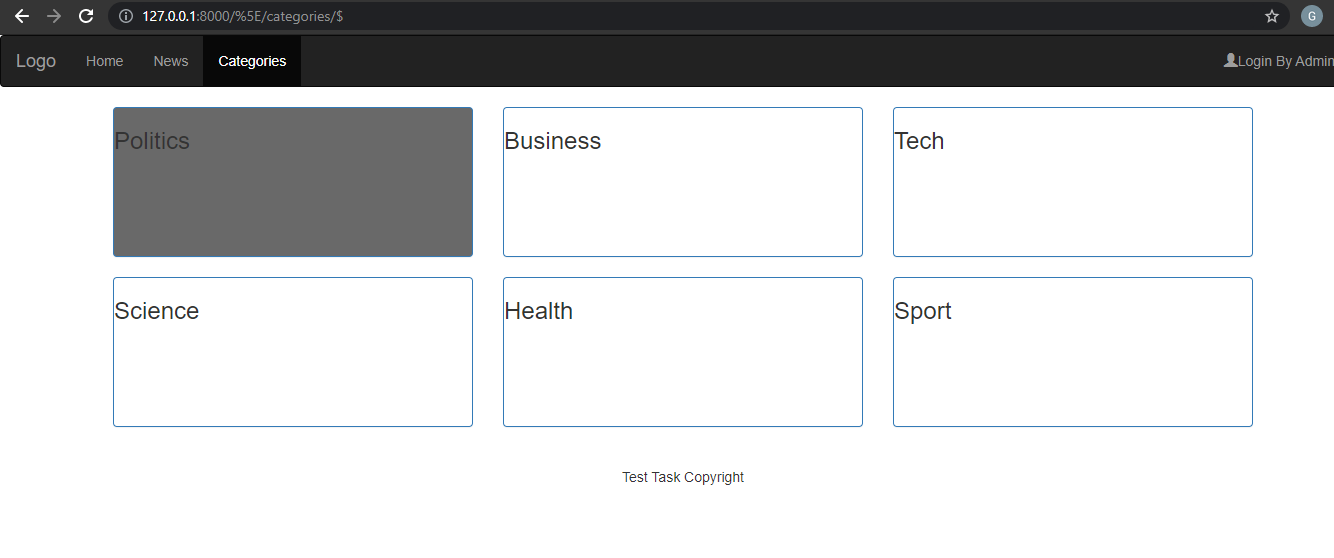 127.0.0.1:8000/%5E/categories/$
G
Logo Home News Categories Login By Admin
Politics Business Tech
Science Health Sport
Test Task Copyright